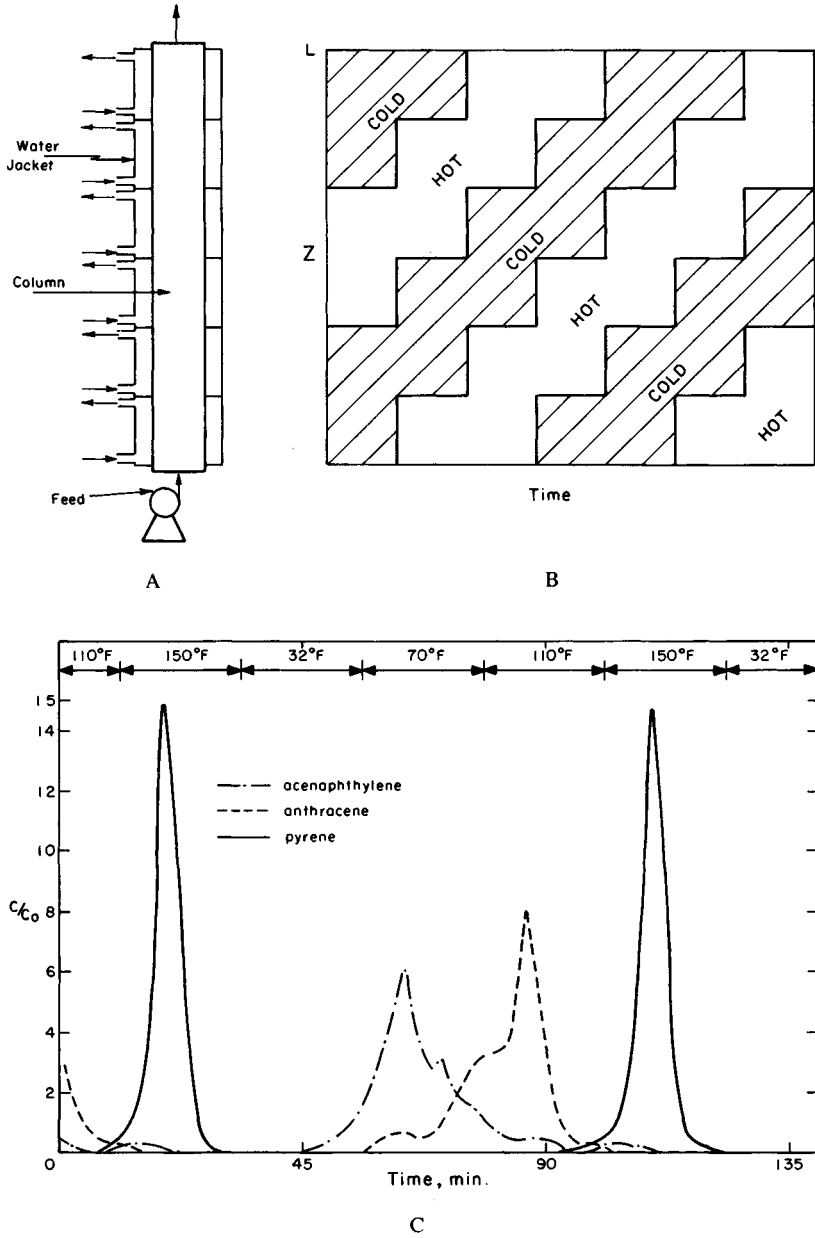 Water
Jacket
Column
Feed
A
L
Z
COLD
HOT
COLD
HOT
COLD
HOT
Time
B
110°F 150°F 32°F 70°F 110°F 150°F 32°F
15
14
12
10
8
6
4
2
0
C/Co
acenaphthylene
anthracene
pyrene
45 90 135
Time, min.
C